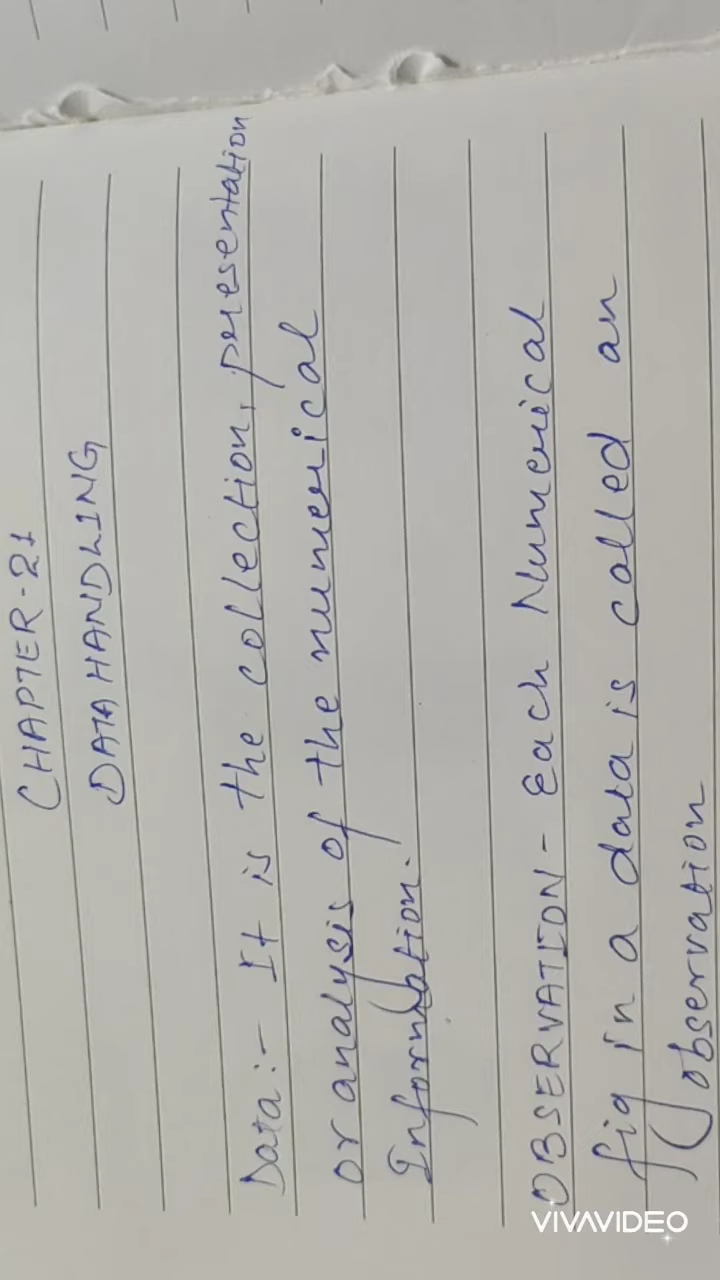 CHAPTER-21
DATA HANDLING
Data:- It is the collection, presentation
or analysis of the numerical
Information.
OBSERVATION - Each Numerical
fig in a data is called an
observation
VIVAVIDEO